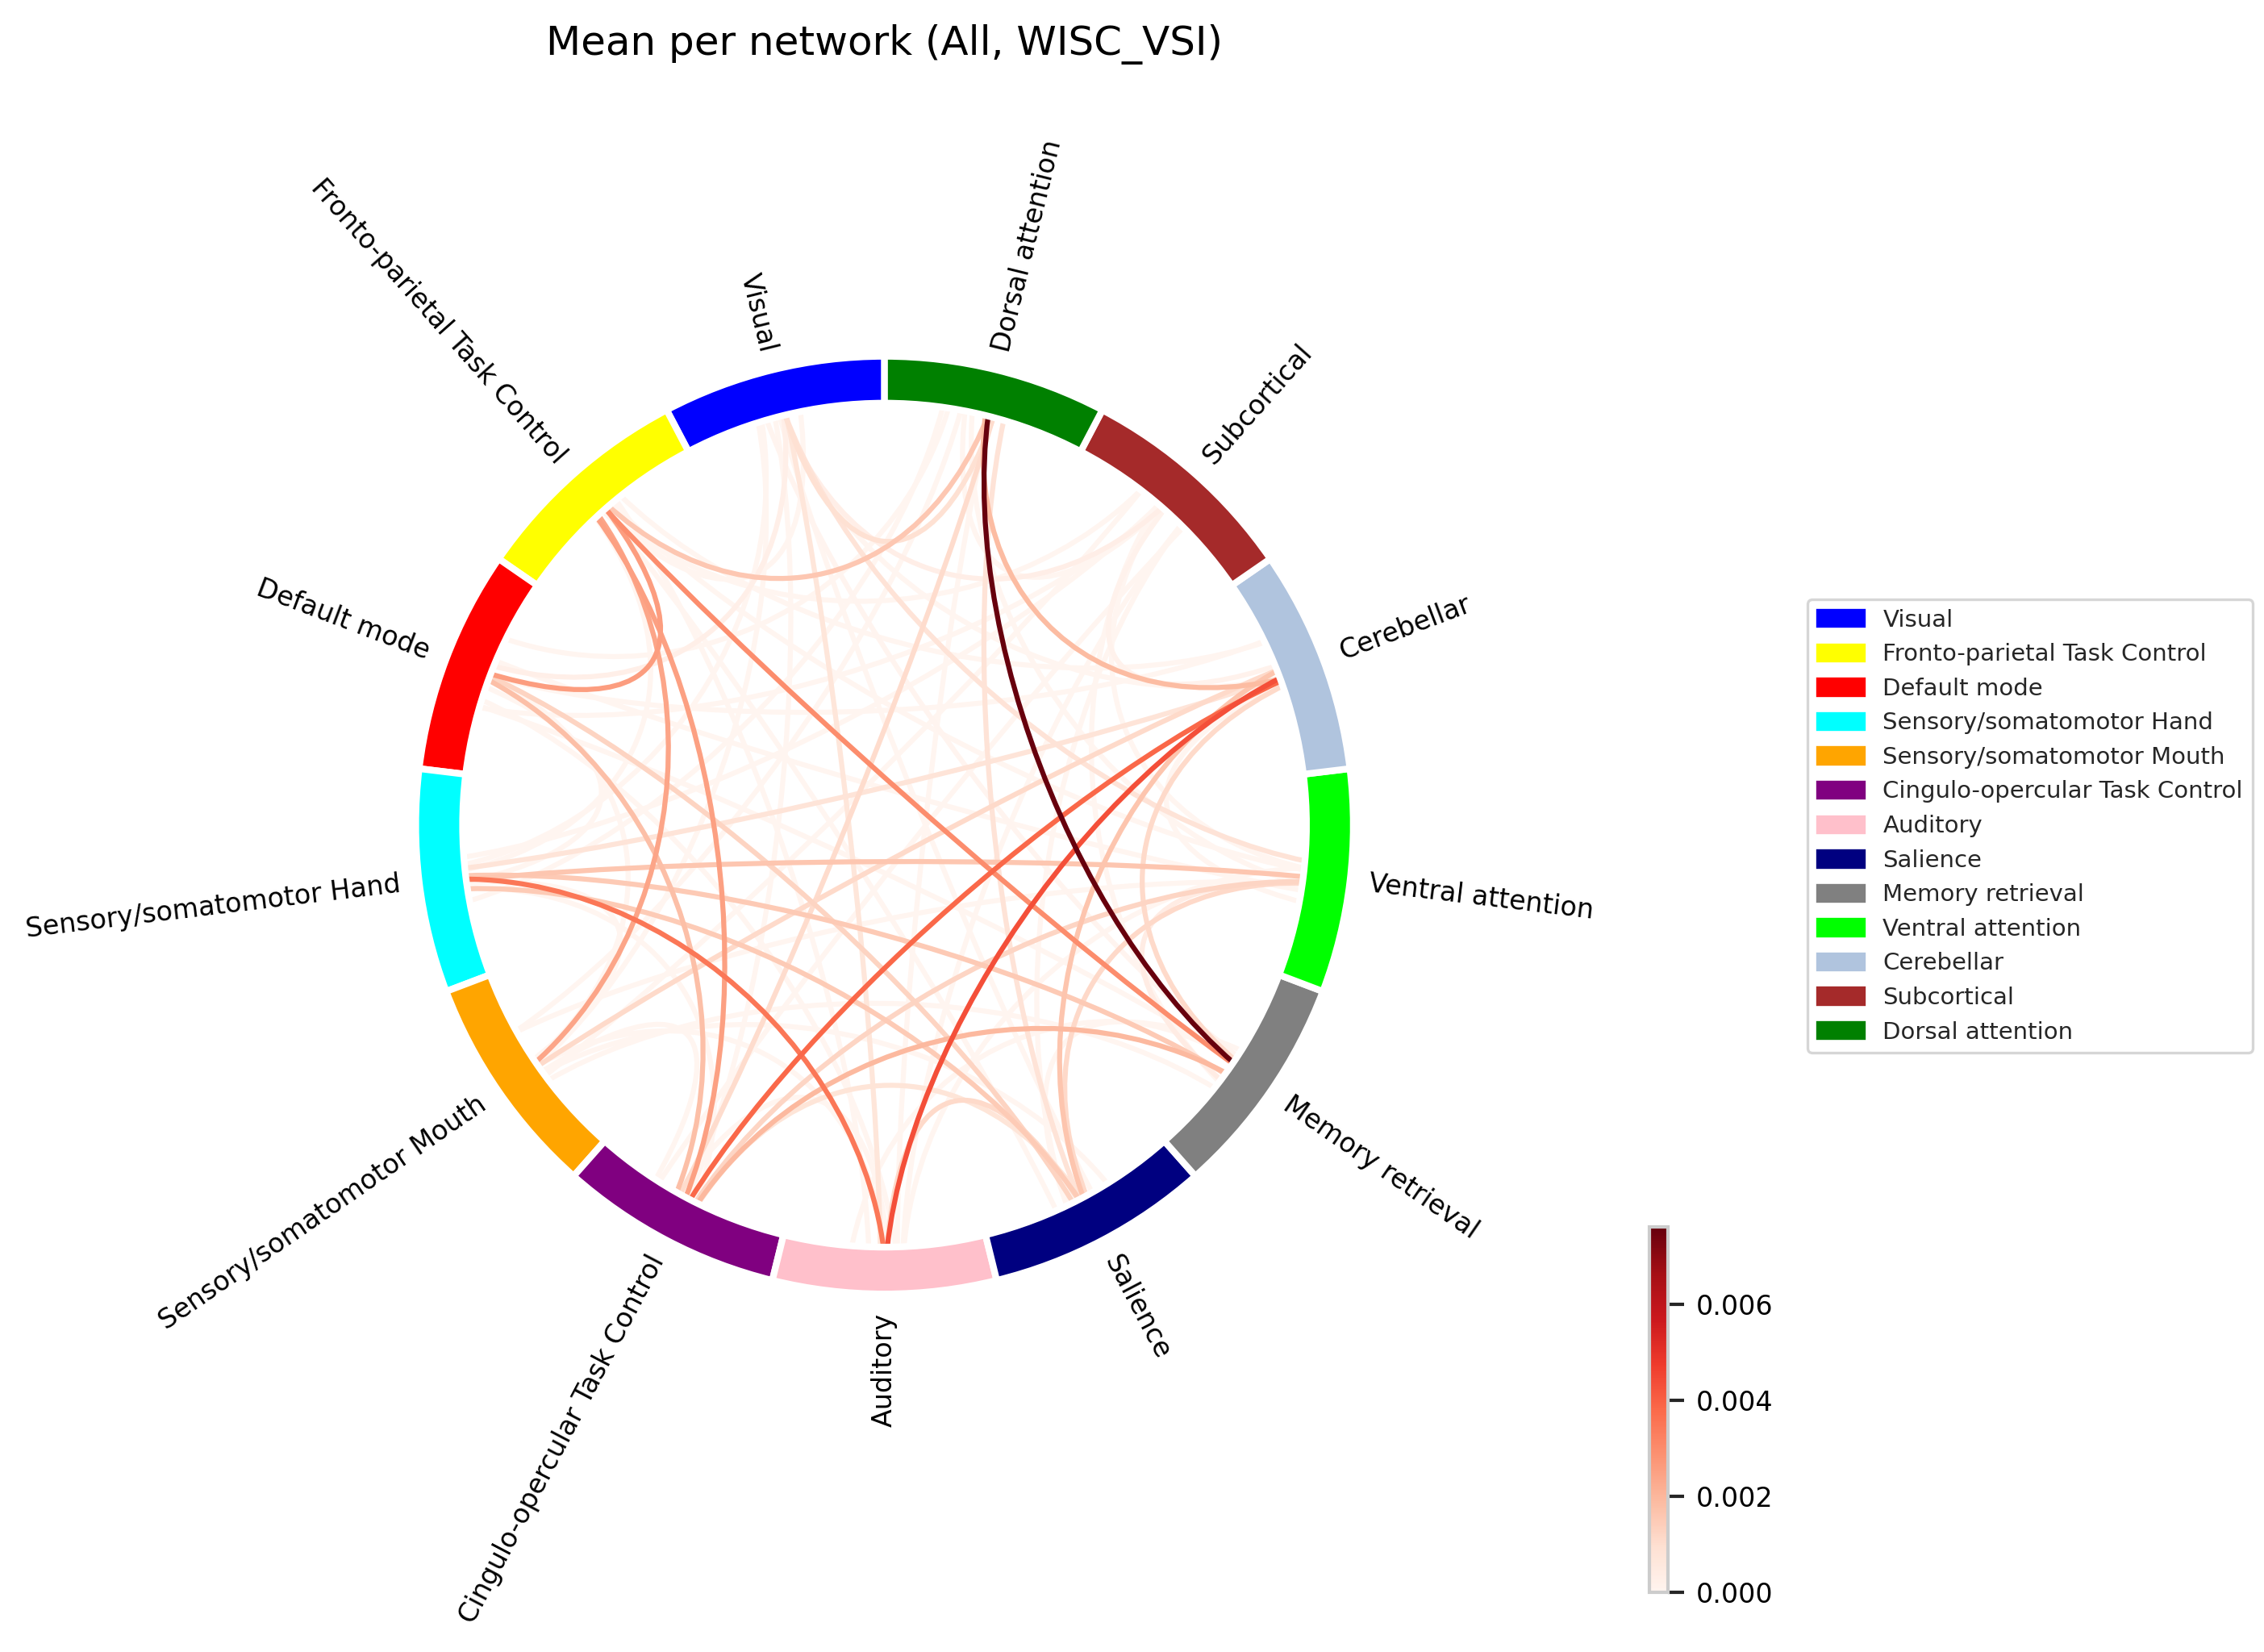 Mean per network (All, WISC_VSI)
Dorsal attention
Visual
Fronto-parietal Task Control
Subcortical
Default mode
Cerebellar
Sensory/somatomotor Hand
Ventral attention
Sensory/somatomotor Mouth
Memory retrieval
Cingulo-opercular Task Control
Auditory
Salience
Visual
Fronto-parietal Task Control
Default mode
Sensory/somatomotor Hand
Sensory/somatomotor Mouth
Cingulo-opercular Task Control
Auditory
Salience
Memory retrieval
Ventral attention
Cerebellar
Subcortical
Dorsal attention
0.006
0.004
0.002
0.000